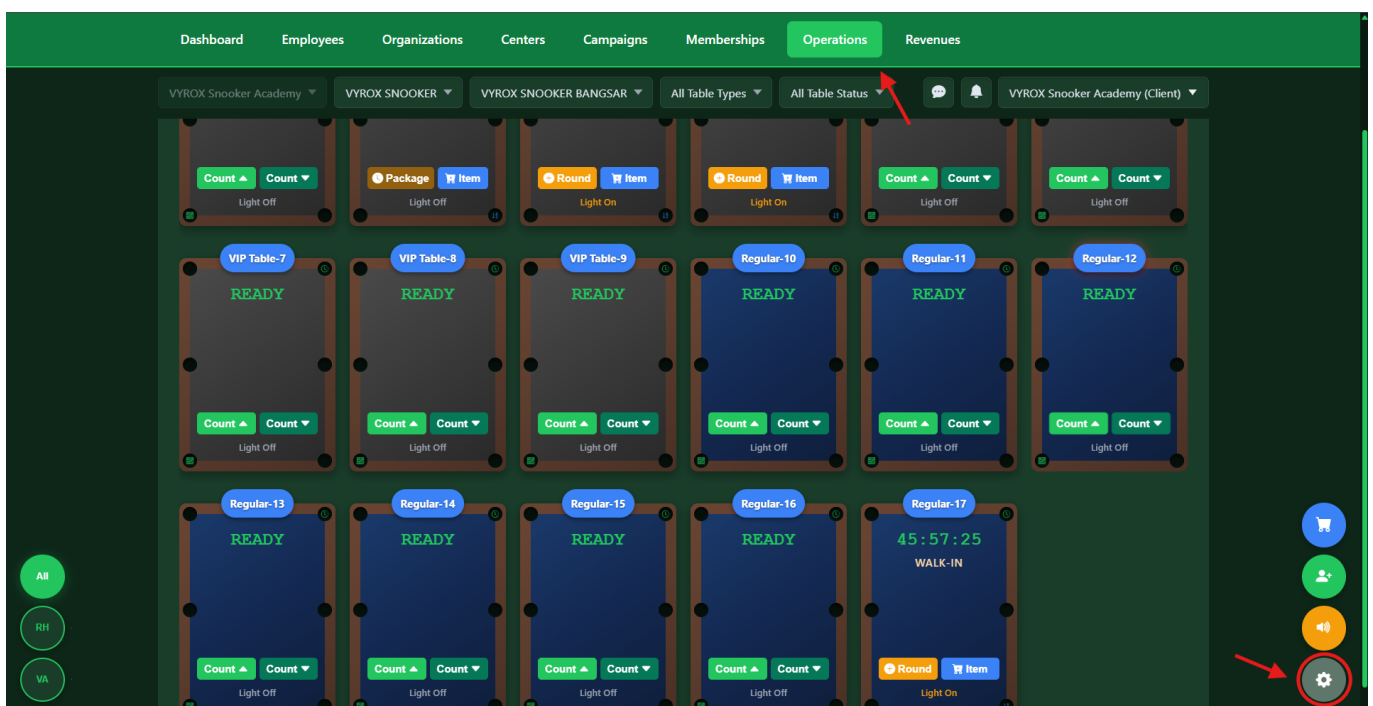 Dashboard Employees Organizations Centers Campaigns Memberships Operations Revenues
VYROX Snooker Academy VYROX SNOOKER VYROX SNOOKER BANGSAR All Table Types All Table Status VYROX Snooker Academy (Client)
Count Count Package Item Round Item Round Item Count Count Count Count
Light Off Light Off Light On Light On Light Off Light Off
VIP Table-7 VIP Table-8 VIP Table-9 Regular-10 Regular-11 Regular-12
READY READY READY READY READY READY
Count Count Count Count Count Count Count Count Count Count Count Count
Light Off Light Off Light Off Light Off Light Off Light Off
Regular-13 Regular-14 Regular-15 Regular-16 Regular-17
READY READY READY READY 45:57:25
WALK-IN
All
RH
Count Count Count Count Count Count Count Count Round Item
VA
Light Off Light Off Light Off Light Off Light On